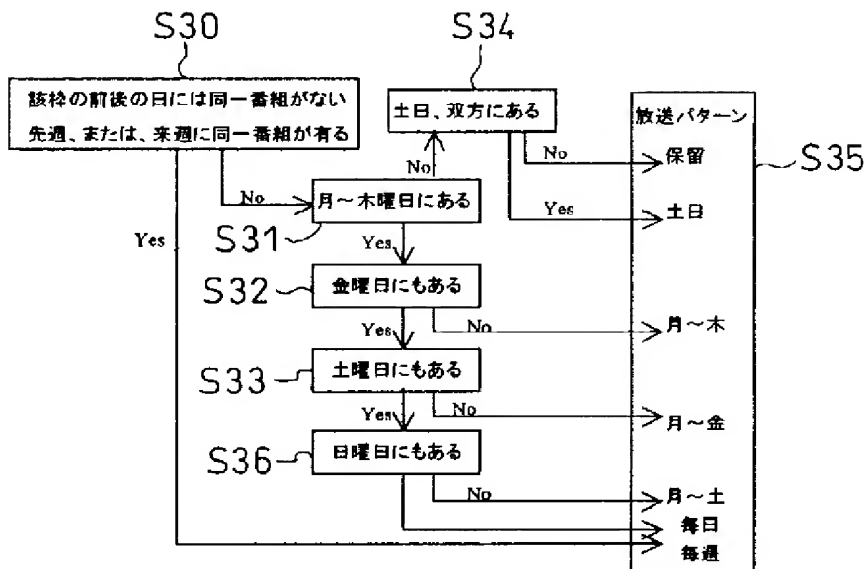 S30
S34
該枠の前後の日には同一番組がない
先週、または、来週に同一番組が有る
土日、双方にある
放送パターン
No
保留
S35
No
No
月～木曜日にある
Yes
土日
Yes
S31
Yes
S32
金曜日にもある
Yes
No
月～木
S33
土曜日にもある
Yes
No
月～金
S36
日曜日にもある
No
月～土
毎日
毎週